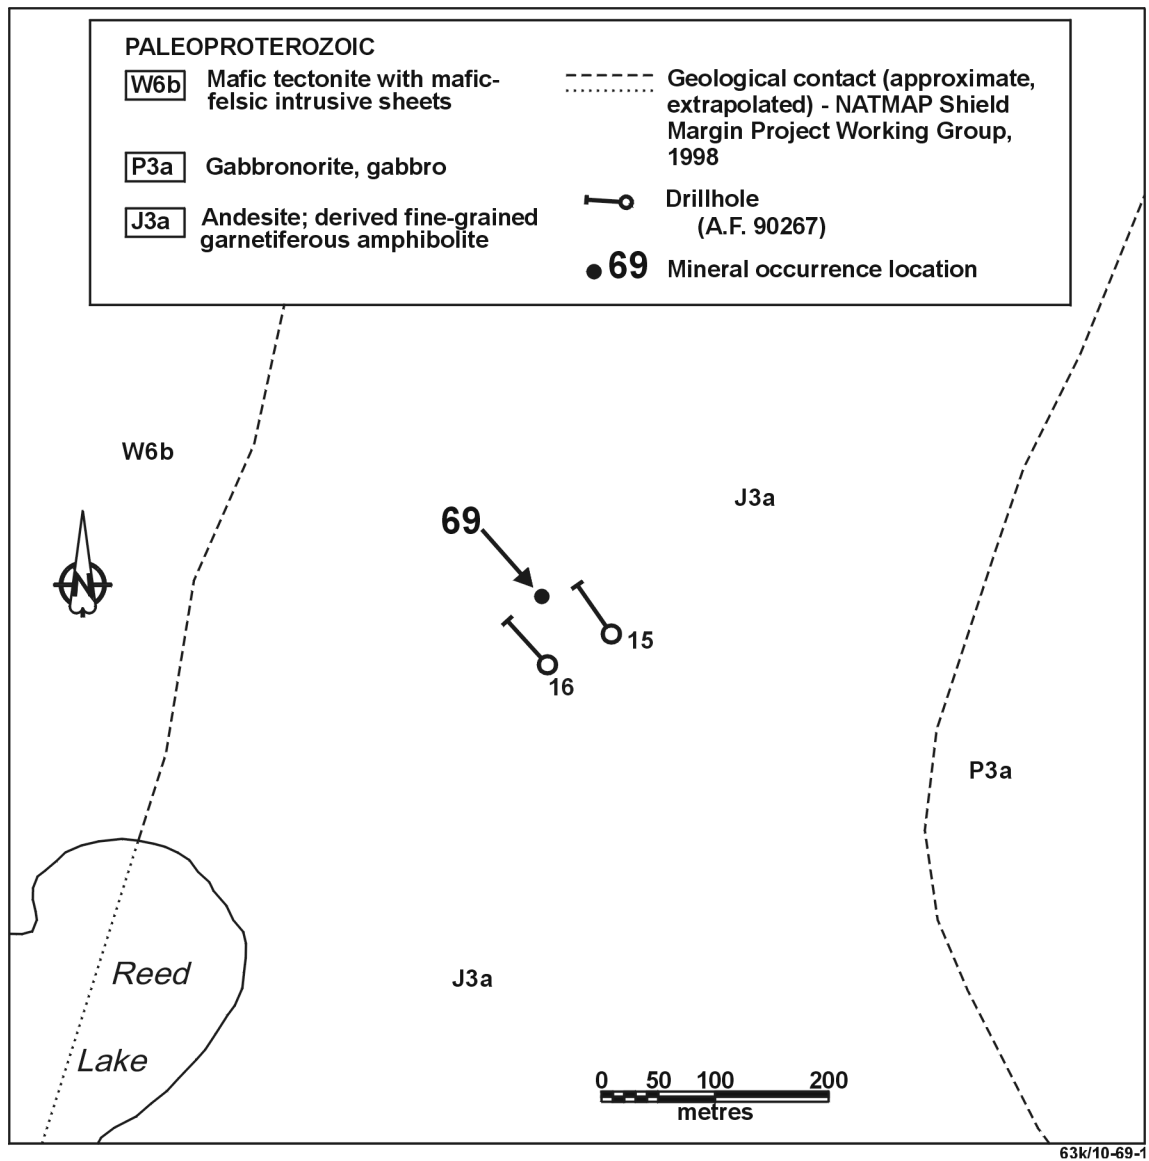 PALEOPROTEROZOIC
W6b Mafic tectonite with mafic-
felsic intrusive sheets
P3a Gabbronorite, gabbro
J3a Andesite; derived fine-grained
garnetiferous amphibolite
Geological contact (approximate,
extrapolated) - NATMAP Shield
Margin Project Working Group,
1998
Drillhole
(A.F. 90267)
69 Mineral occurrence location
W6b
J3a
69
N
15
16
P3a
Reed
J3a
Lake
0 50 100 200
metres
63k/10-69-1